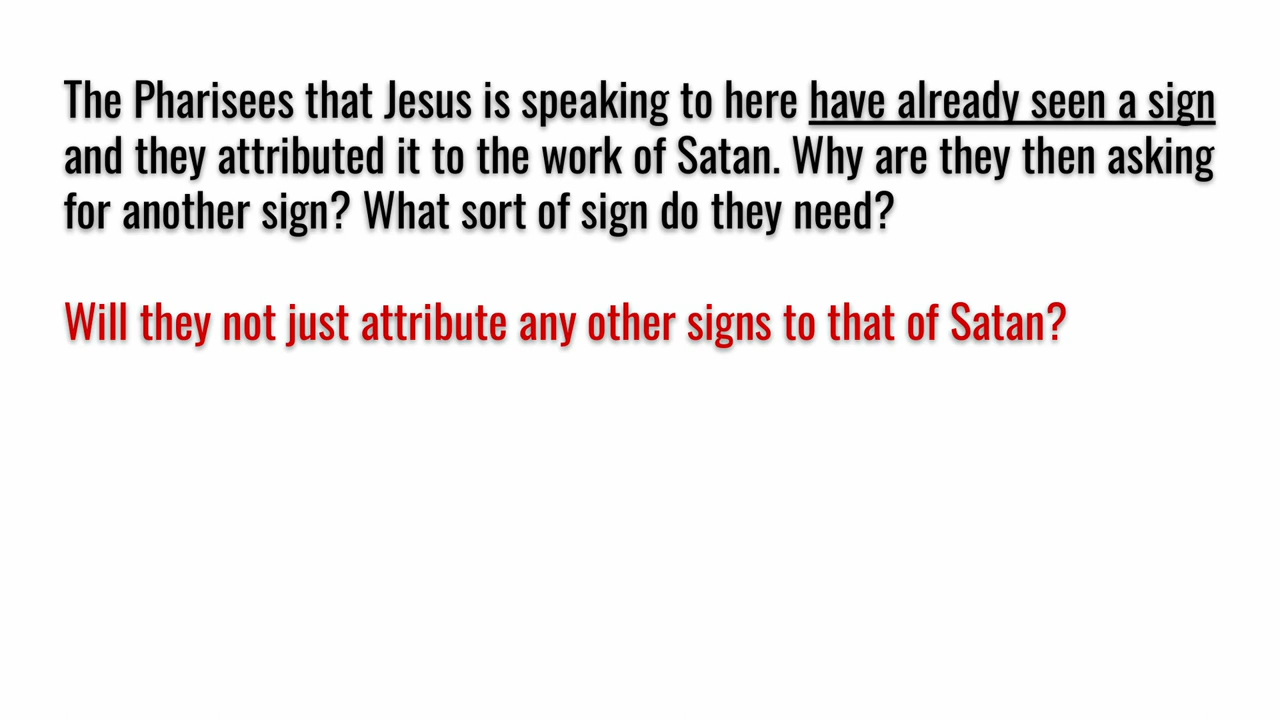 The Pharisees that Jesus is speaking to here have already seen a sign
and they attributed it to the work of Satan. Why are they then asking
for another sign? What sort of sign do they need?
Will they not just attribute any other signs to that of Satan?